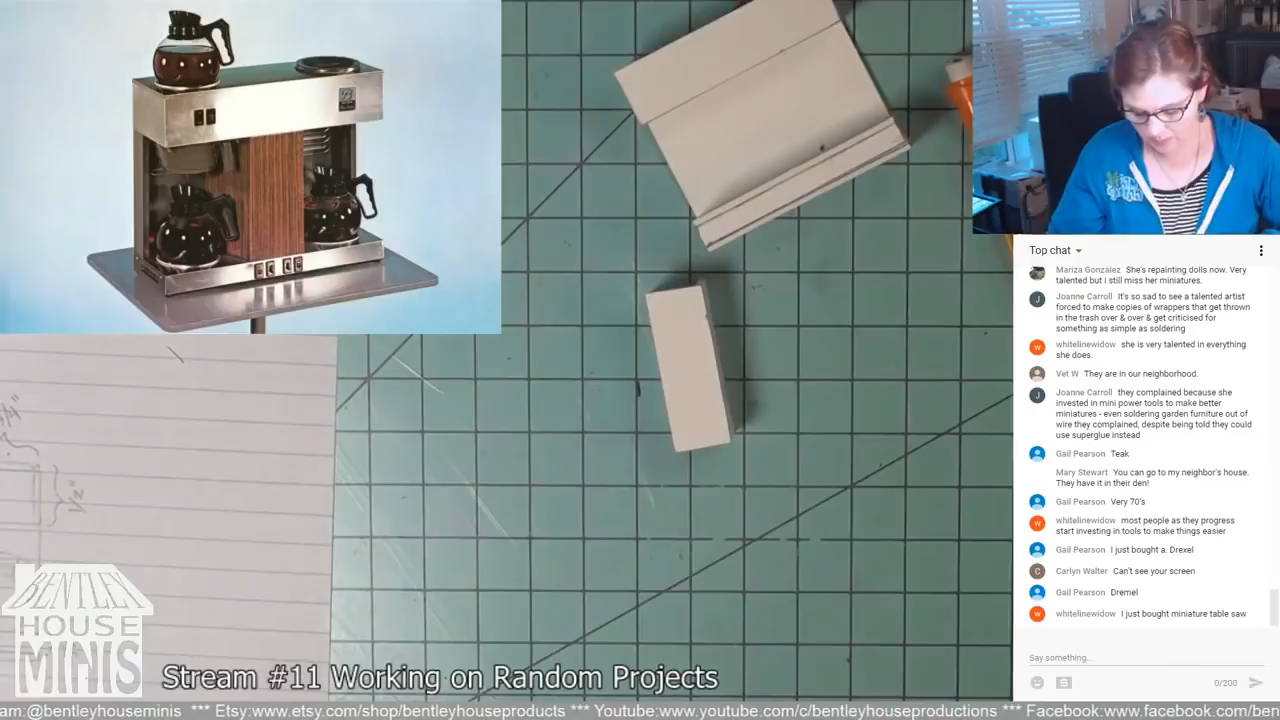 Top chat
Mariza González She's repainting dolls now. Very
talented but i still miss her miniatures.
Joanne Carroll It's so sad to see a talented artist
forced to make copies of wrappers that get thrown
in the trash over & over & get criticised for
something as simple as soldering
whitelinewidow she is very talented in everything
she does.
Vet W They are in our neighborhood.
Joanne Carroll they complained because she
invested in mini power tools to make better
miniatures - even soldering garden furniture out of
wire they complained, despite being told they could
use superglue instead
Gail Pearson Teak
Mary Stewart You can go to my neighbor's house.
They have it in their den!
Gail Pearson Very 70's
whitelinewidow most people as they progress
start investing in tools to make things easier
Gail Pearson I just bought a. Drexel
Carlyn Walter Can't see your screen
Gail Pearson Dremel
whitelinewidow I just bought miniature table saw
Say something...
0/200
1/2"
BENTLEY
HOUSE
MINIS
Stream #11 Working on Random Projects
am:@bentleyhouseminis *** Etsy:www.etsy.com/shop/bentleyhouseproducts *** Youtube:www.youtube.com/c/bentleyhouseproductions *** Facebook:www.facebook.com/ben